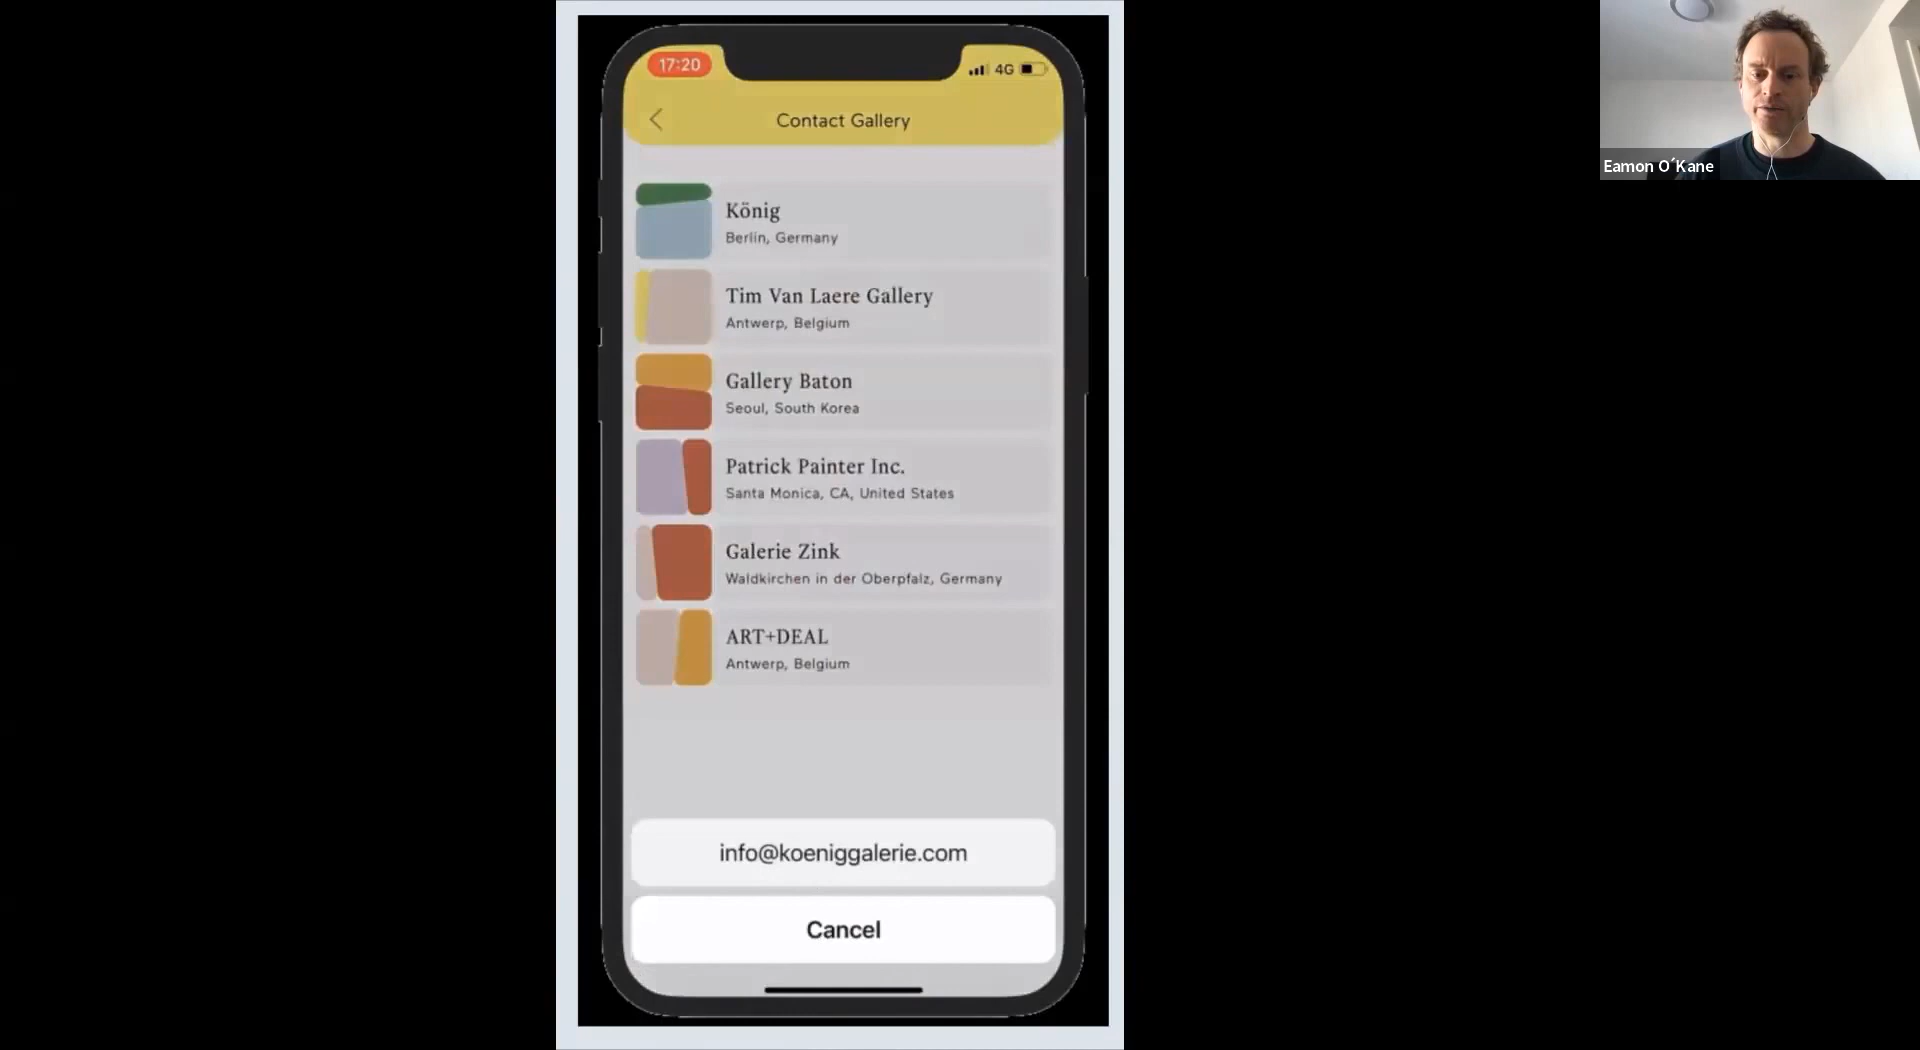 17:20
4G
Contact Gallery
König
Berlin, Germany
Tim Van Laere Gallery
Antwerp, Belgium
Gallery Baton
Seoul, South Korea
Patrick Painter Inc.
Santa Monica, CA, United States
Galerie Zink
Waldkirchen in der Oberpfalz, Germany
ART+DEAL
Antwerp, Belgium
info@koeniggalerie.com
Cancel
Eamon O´Kane